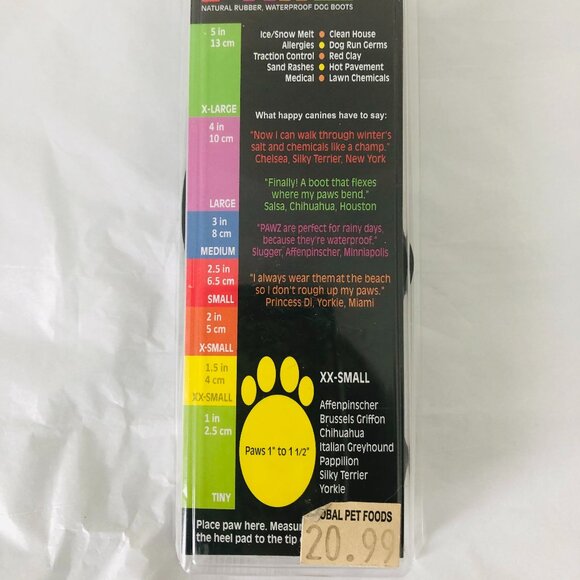 NATURAL RUBBER, WATERPROOF DOG BOOTS
5 in
13 cm
X-LARGE
4 in
10 cm
LARGE
3 in
8 cm
MEDIUM
2.5 in
6.5 cm
SMALL
2 in
5 cm
X-SMALL
1.5 in
4 cm
XX-SMALL
1 in
2.5 cm
TINY
Ice/Snow Melt • Clean House
Allergies • Dog Run Germs
Traction Control • Red Clay
Sand Rashes • Hot Pavement
Medical • Lawn Chemicals
What happy canines have to say:
"Now I can walk through winter's
salt and chemicals like a champ."
Chelsea, Silky Terrier, New York
"Finally! A boot that flexes
where my paws bend."
Salsa, Chihuahua, Houston
"PAWZ are perfect for rainy days,
because they're waterproof."
Slugger, Affenpinscher, Minniapolis
"I always wear them at the beach
so I don't rough up my paws."
Princess Di, Yorkie, Miami
Paws 1" to 1 1/2"
XX-SMALL
Affenpinscher
Brussels Griffon
Chihuahua
Italian Greyhound
Pappilon
Silky Terrier
Yorkie
Place paw here. Measure
the heel pad to the tip
OBAL PET FOODS
20.99